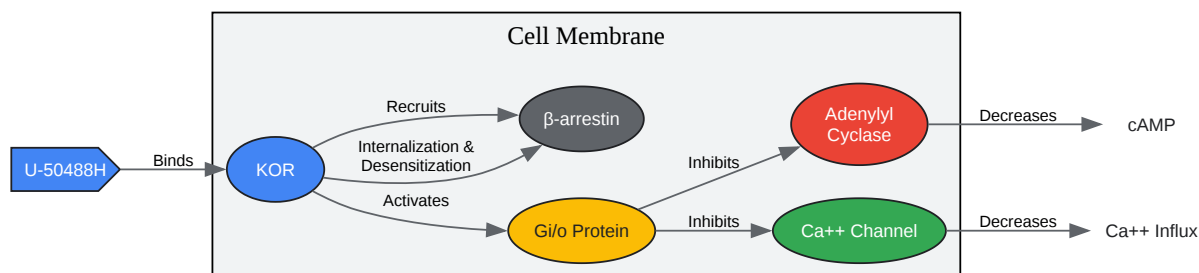 Cell Membrane
U-50488H
Binds
KOR
Recruits
β-arrestin
Internalization &
Desensitization
Activates
Gi/o Protein
Inhibits
Adenylyl
Cyclase
Decreases
cAMP
Inhibits
Ca++ Channel
Decreases
Ca++ Influx